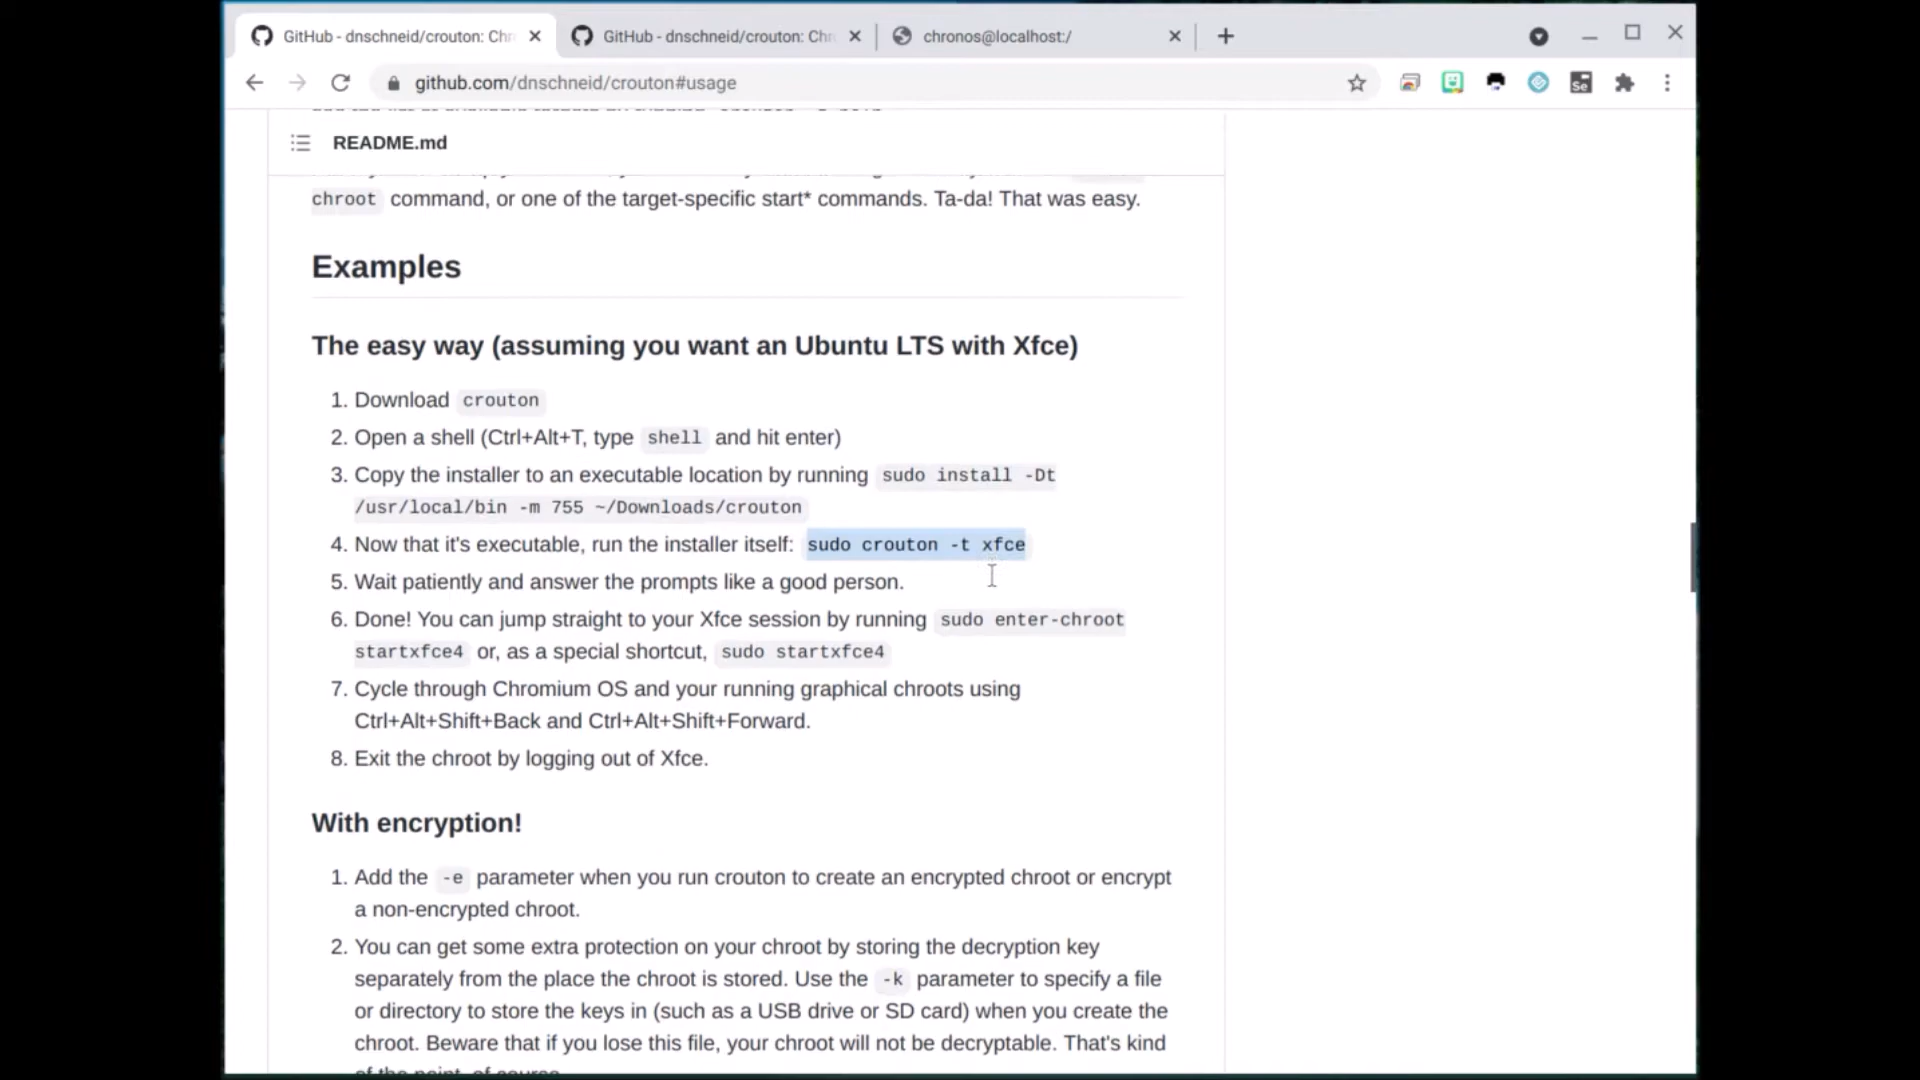 GitHub - dnschneid/crouton: Chr
GitHub - dnschneid/crouton: Chr
chronos@localhost:/
github.com/dnschneid/crouton#usage
Se
README.md
chroot command, or one of the target-specific start* commands. Ta-da! That was easy.
Examples
The easy way (assuming you want an Ubuntu LTS with Xfce)
1. Download crouton
2. Open a shell (Ctrl+Alt+T, type shell and hit enter)
3. Copy the installer to an executable location by running sudo install -Dt
/usr/local/bin -m 755 ~/Downloads/crouton
4. Now that it's executable, run the installer itself: sudo crouton -t xfce
5. Wait patiently and answer the prompts like a good person.
6. Done! You can jump straight to your Xfce session by running sudo enter-chroot
startxfce4 or, as a special shortcut, sudo startxfce4
7. Cycle through Chromium OS and your running graphical chroots using
Ctrl+Alt+Shift+Back and Ctrl+Alt+Shift+Forward.
8. Exit the chroot by logging out of Xfce.
With encryption!
1. Add the -e parameter when you run crouton to create an encrypted chroot or encrypt
a non-encrypted chroot.
2. You can get some extra protection on your chroot by storing the decryption key
separately from the place the chroot is stored. Use the -k parameter to specify a file
or directory to store the keys in (such as a USB drive or SD card) when you create the
chroot. Beware that if you lose this file, your chroot will not be decryptable. That's kind
of the point, of course.